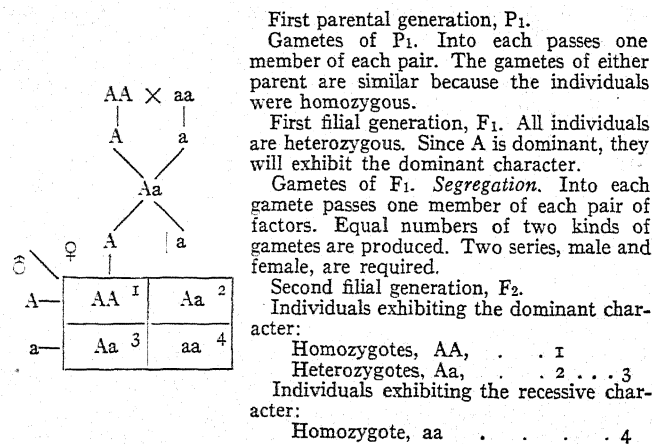 First parental generation, P1.
Gametes of P1. Into each passes one
member of each pair. The gametes of either
parent are similar because the individuals
were homozygous.
First filial generation, F1. All individuals
are heterozygous. Since A is dominant, they
will exhibit the dominant character.
Gametes of F1. Segregation. Into each
gamete passes one member of each pair of
factors. Equal numbers of two kinds of
gametes are produced. Two series, male and
female, are required.
Second filial generation, F2.
Individuals exhibiting the dominant char-
acter:
Homozygotes, AA, . . 1
Heterozygotes, Aa, . . 2 . . . 3
Individuals exhibiting the recessive char-
acter:
Homozygote, aa . . . . 4
AA × aa
A a
Aa
A a
♂ ♀
A AA 1 Aa 2
a Aa 3 aa 4